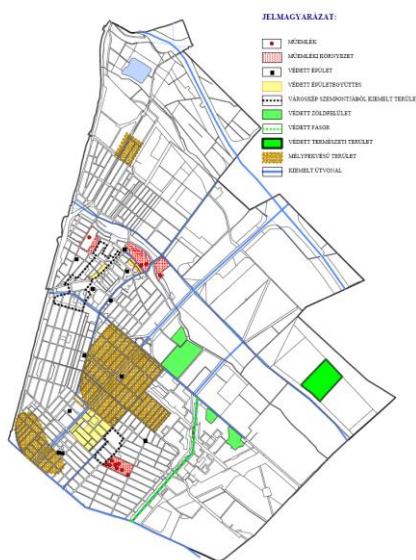 JELMAGYARÁZAT:
MŰEMLÉK
MŰEMLÉKI KÖRNYEZET
VÉDETT ÉPÜLET
VÉDETT ÉPÜLETEGYÜTTES
VÁROSKÉP SZEMPONTJÁBÓL KIEMELT TERÜLE
VÉDETT ZÖLDFELÜLET
VÉDETT FASOR
VÉDETT TERMÉSZETI TERÜLET
MÉLYFEKVÉSŰ TERÜLET
KIEMELT ÚTVONAL